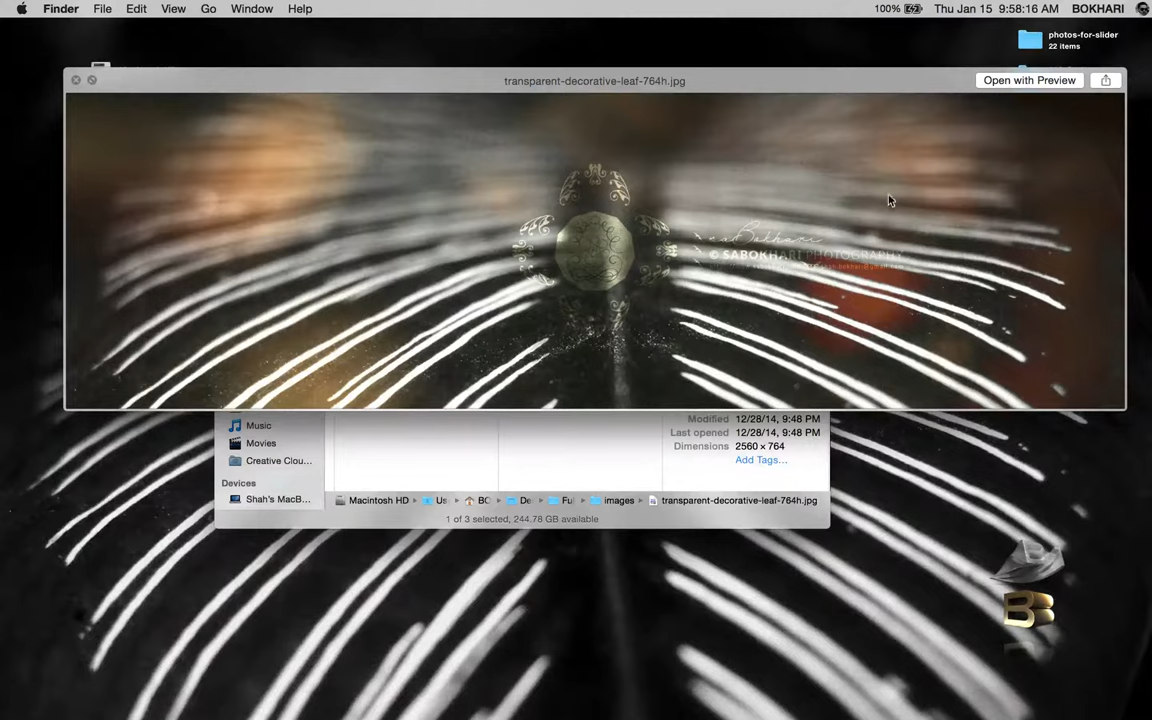 Finder File Edit View Go Window Help 100% Thu Jan 15 9:58:16 AM BOKHARI
photos-for-slider
22 items
transparent-decorative-leaf-764h.jpg
Open with Preview
Bokhari
© SABOKHARI PHOTOGRAPHY
Music
Movies
Creative Clou...
Devices
Shah's MacB...
Modified 12/28/14, 9:48 PM
Last opened 12/28/14, 9:48 PM
Dimensions 2560 × 764
Add Tags...
Macintosh HD Us BO De Fu images transparent-decorative-leaf-764h.jpg
1 of 3 selected, 244.78 GB available
B